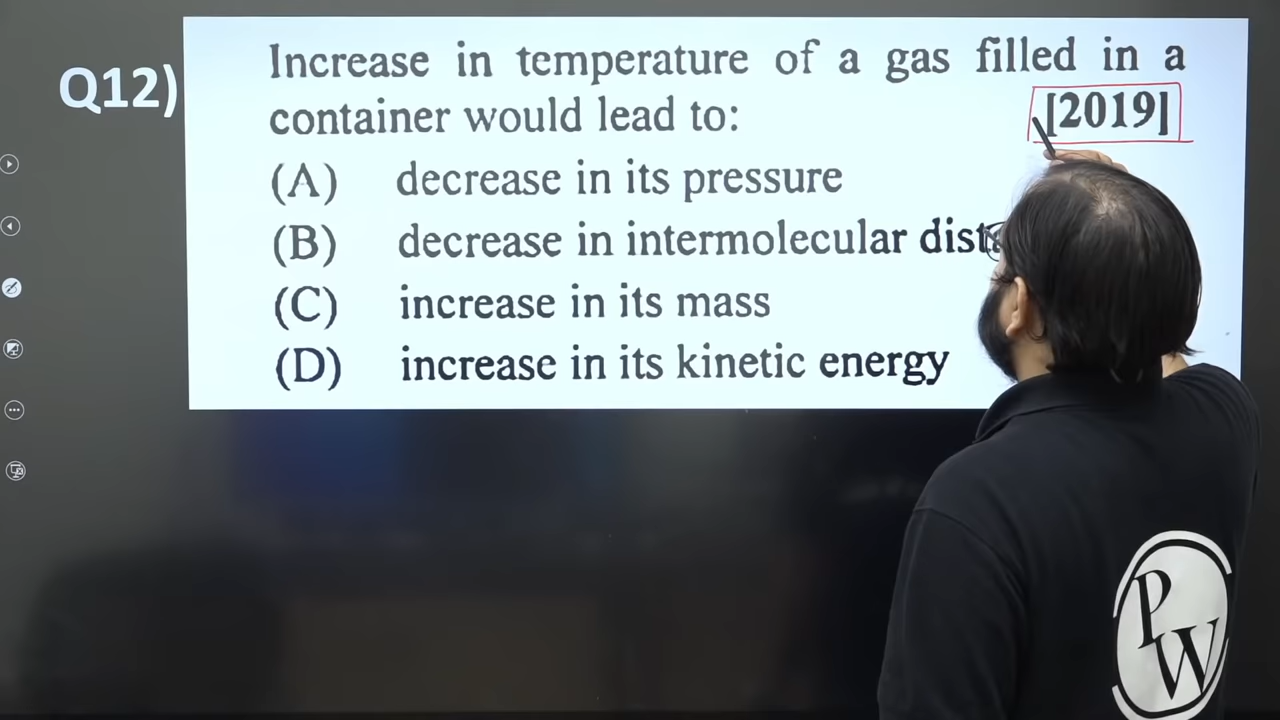 Q12)
Increase in temperature of a gas filled in a
container would lead to: [2019]
(A) decrease in its pressure
(B) decrease in intermolecular
(C) increase in its mass
(D) increase in its kinetic energy
PW